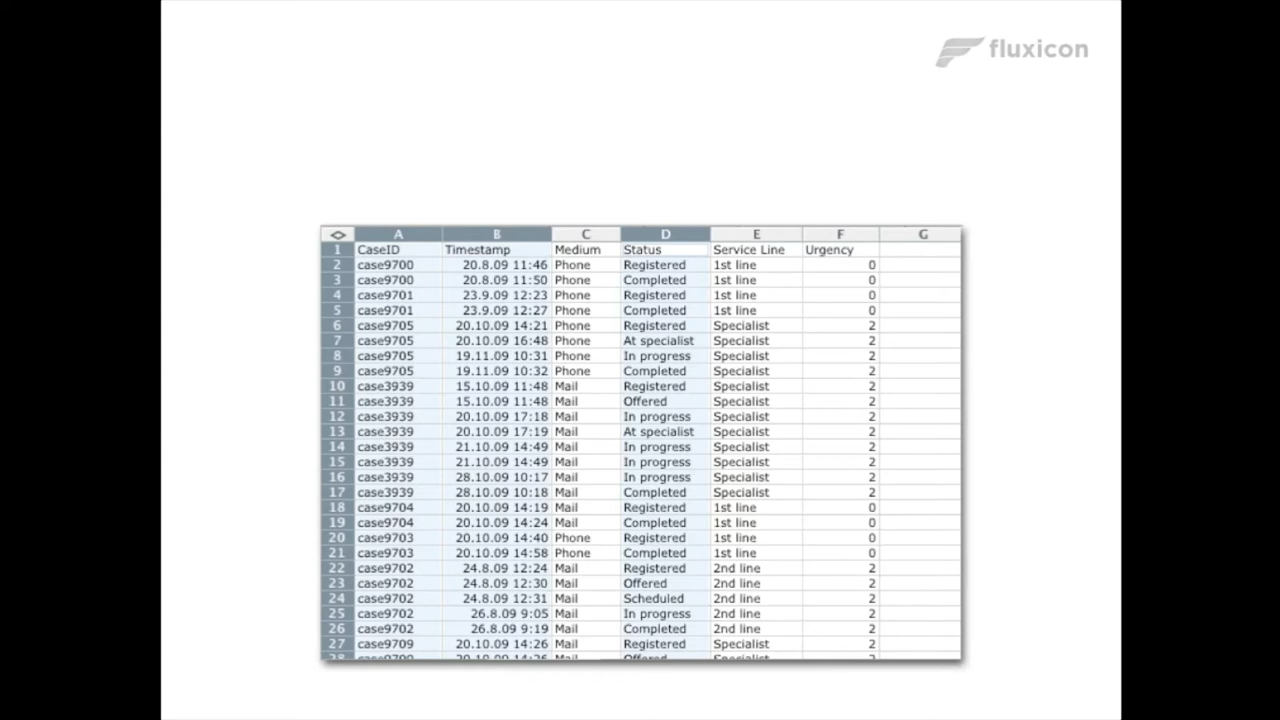 fluxicon
A B C D E F G
1 CaseID Timestamp Medium Status Service Line Urgency
2 case9700 20.8.09 11:46 Phone Registered 1st line 0
3 case9700 20.8.09 11:50 Phone Completed 1st line 0
4 case9701 23.9.09 12:23 Phone Registered 1st line 0
5 case9701 23.9.09 12:27 Phone Completed 1st line 0
6 case9705 20.10.09 14:21 Phone Registered Specialist 2
7 case9705 20.10.09 16:48 Phone At specialist Specialist 2
8 case9705 19.11.09 10:31 Phone In progress Specialist 2
9 case9705 19.11.09 10:32 Phone Completed Specialist 2
10 case3939 15.10.09 11:48 Mail Registered Specialist 2
11 case3939 15.10.09 11:48 Mail Offered Specialist 2
12 case3939 20.10.09 17:18 Mail In progress Specialist 2
13 case3939 20.10.09 17:19 Mail At specialist Specialist 2
14 case3939 21.10.09 14:49 Mail In progress Specialist 2
15 case3939 21.10.09 14:49 Mail In progress Specialist 2
16 case3939 28.10.09 10:17 Mail In progress Specialist 2
17 case3939 28.10.09 10:18 Mail Completed Specialist 2
18 case9704 20.10.09 14:19 Mail Registered 1st line 0
19 case9704 20.10.09 14:24 Mail Completed 1st line 0
20 case9703 20.10.09 14:40 Phone Registered 1st line 0
21 case9703 20.10.09 14:58 Phone Completed 1st line 0
22 case9702 24.8.09 12:24 Mail Registered 2nd line 2
23 case9702 24.8.09 12:30 Mail Offered 2nd line 2
24 case9702 24.8.09 12:31 Mail Scheduled 2nd line 2
25 case9702 26.8.09 9:05 Mail In progress 2nd line 2
26 case9702 26.8.09 9:19 Mail Completed 2nd line 2
27 case9709 20.10.09 14:26 Mail Registered Specialist 2